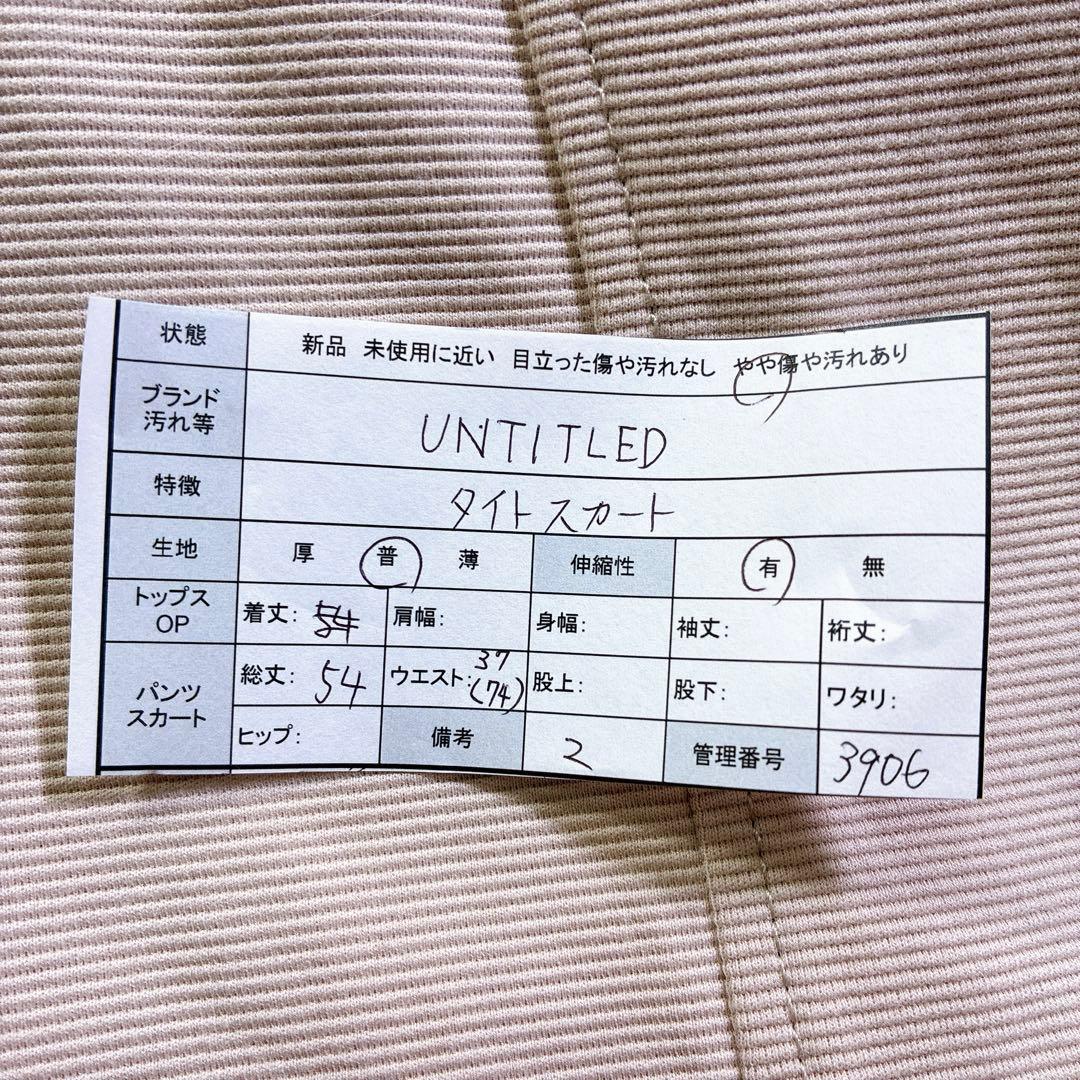 状態 新品 未使用に近い 目立った傷や汚れなし やや傷や汚れあり
ブランド
汚れ等 UNTITLED
特徴 タイトスカート
生地 厚 普 薄 伸縮性 有 無
トップス
OP 着丈: 54 肩幅: 身幅: 袖丈: 裄丈:
パンツ
スカート 総丈: 54 ウエスト: 37
(74) 股上: 股下: ワタリ:
ヒップ: 備考 2 管理番号 3906